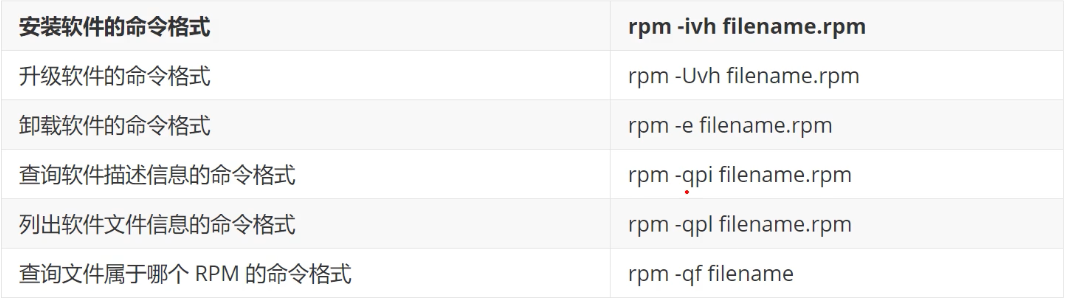 安装软件的命令格式 rpm -ivh filename.rpm
升级软件的命令格式 rpm -Uvh filename.rpm
卸载软件的命令格式 rpm -e filename.rpm
查询软件描述信息的命令格式 rpm -qpi filename.rpm
列出软件文件信息的命令格式 rpm -qpl filename.rpm
查询文件属于哪个 RPM 的命令格式 rpm -qf filename